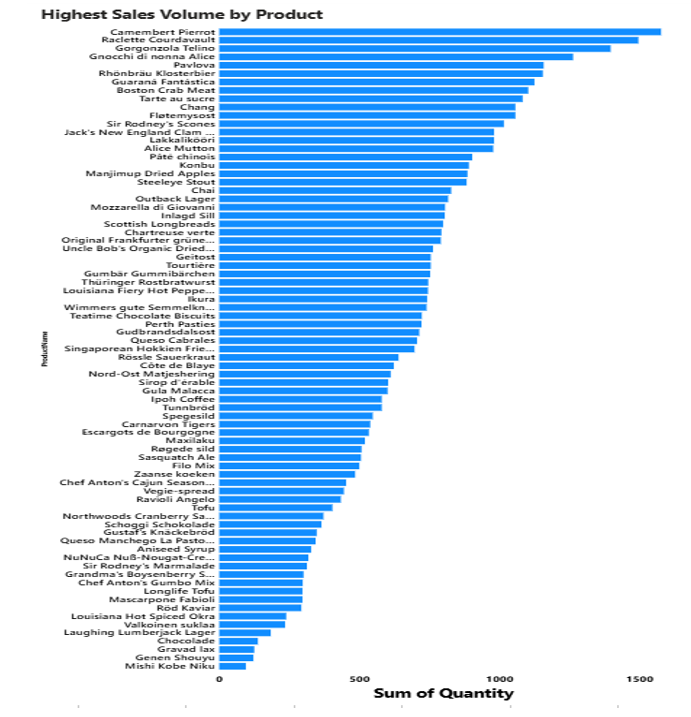 Highest Sales Volume by Product
Camembert Pierrot
Raclette Courdavault
Gorgonzola Telino
Gnocchi di nonna Alice
Pavlova
Rhönbräu Klosterbier
Guaraná Fantástica
Boston Crab Meat
Tarte au sucre
Chang
Fløtemysost
Sir Rodney's Scones
Jack's New England Clam ...
Lakkalikööri
Alice Mutton
Pâté chinois
Konbu
Manjimup Dried Apples
Steeleye Stout
Chai
Outback Lager
Mozzarella di Giovanni
Inlagd Sill
Scottish Longbreads
Chartreuse verte
Original Frankfurter grüne...
Uncle Bob's Organic Dried...
Geitost
Tourtière
Gumbär Gummibärchen
Thüringer Rostbratwurst
Louisiana Fiery Hot Peppe...
Ikura
Wimmers gute Semmelkn...
Teatime Chocolate Biscuits
Perth Pasties
Gudbrandsdalsost
Queso Cabrales
Singaporean Hokkien Frie...
Rössle Sauerkraut
Côte de Blaye
Nord-Ost Matjeshering
Sirop d'érable
Gula Malacca
Ipoh Coffee
Tunnbröd
Spegesild
Carnarvon Tigers
Escargots de Bourgogne
Maxilaku
Røgede sild
Sasquatch Ale
Filo Mix
Zaanse koeken
Chef Anton's Cajun Season...
Vegie-spread
Ravioli Angelo
Tofu
Northwoods Cranberry Sa...
Schoggi Schokolade
Gustaf's Knäckebröd
Queso Manchego La Pasto...
Aniseed Syrup
NuNuCa Nuß-Nougat-Cre...
Sir Rodney's Marmalade
Grandma's Boysenberry S...
Chef Anton's Gumbo Mix
Longlife Tofu
Mascarpone Fabioli
Röd Kaviar
Louisiana Hot Spiced Okra
Valkoinen suklaa
Laughing Lumberjack Lager
Chocolade
Gravad lax
Genen Shouyu
Mishi Kobe Niku
ProductName
0 500 1000 1500
Sum of Quantity